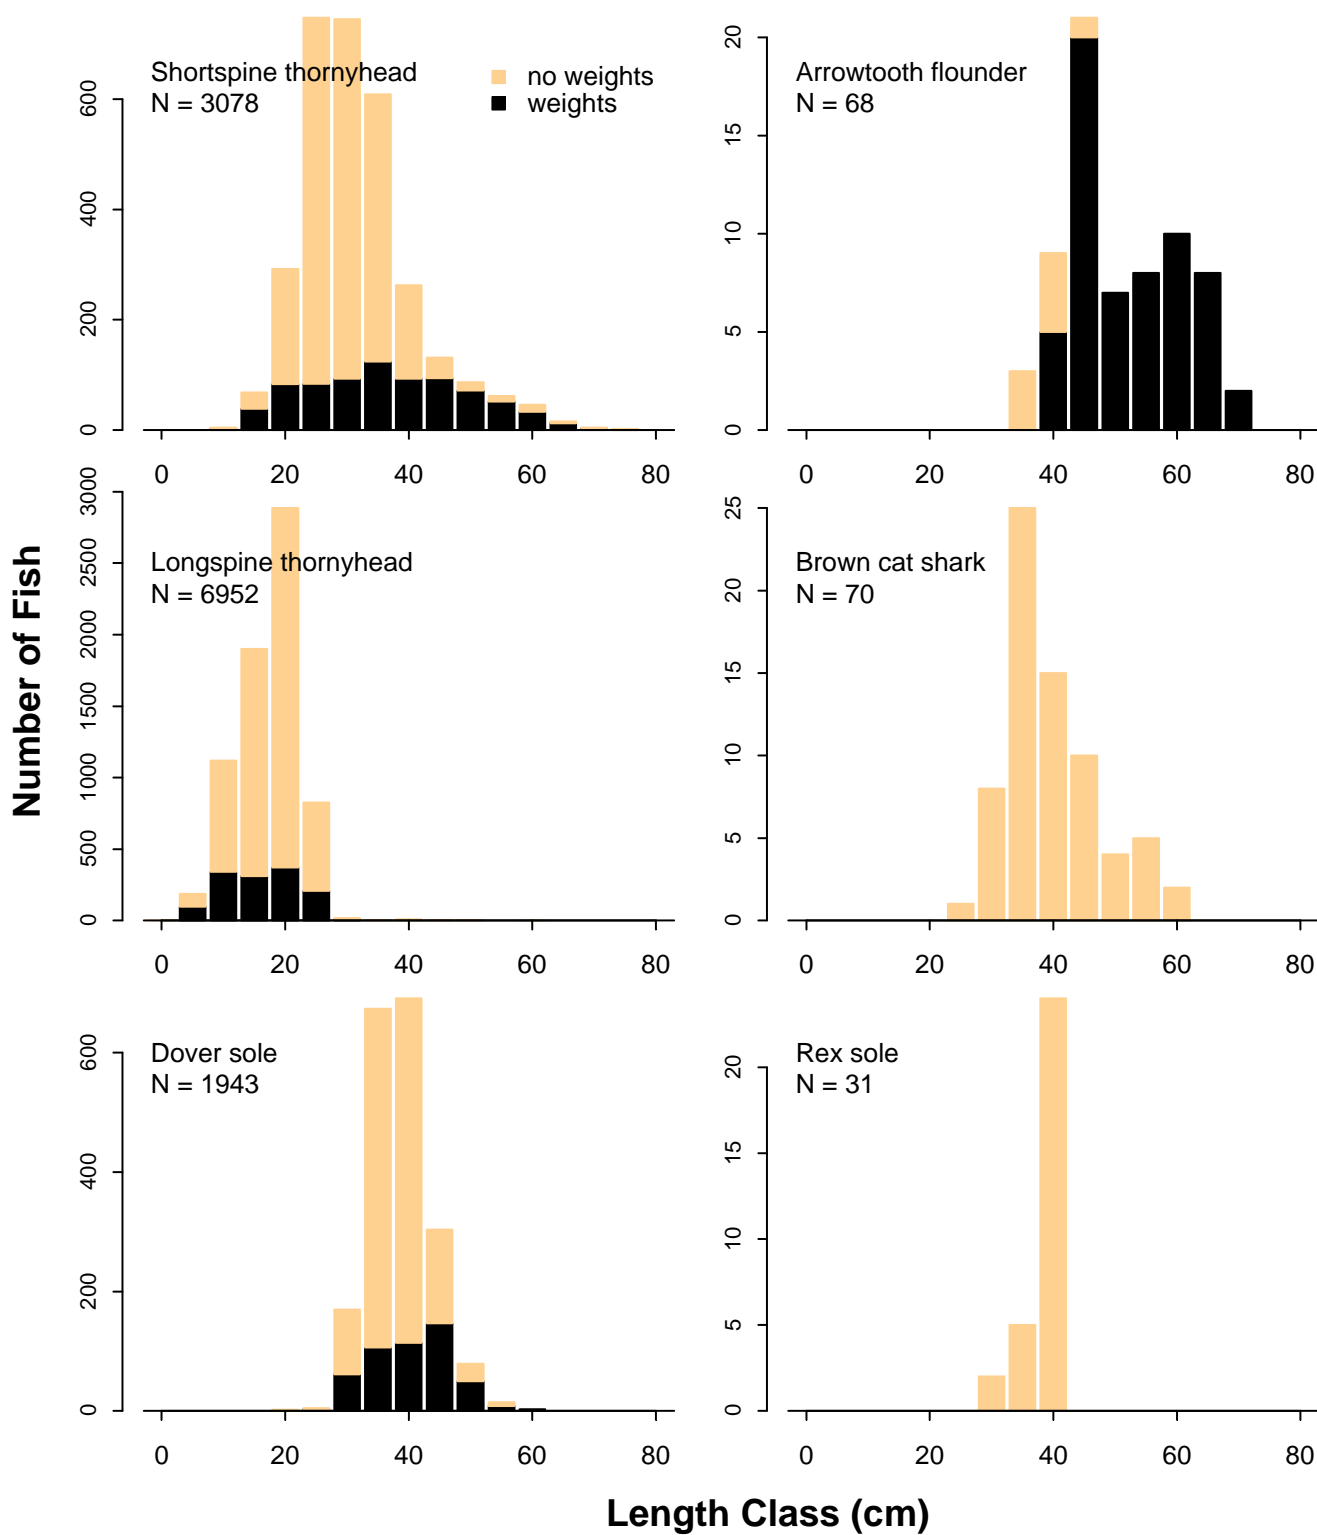 Shortspine thornyhead
N = 3078
no weights
weights
0 200 400 600
0 20 40 60 80
Arrowtooth flounder
N = 68
0 5 10 15 20
0 20 40 60 80
Longspine thornyhead
N = 6952
0 500 1000 1500 2000 2500 3000
0 20 40 60 80
Brown cat shark
N = 70
0 5 10 15 20 25
0 20 40 60 80
Dover sole
N = 1943
0 200 400 600
0 20 40 60 80
Rex sole
N = 31
0 5 10 15 20
0 20 40 60 80
Number of Fish
Length Class (cm)